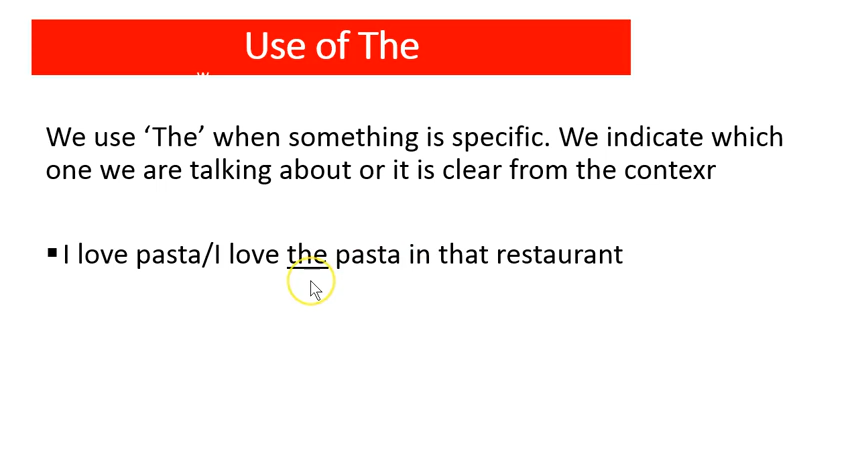 Use of The
w
We use ‘The’ when something is specific. We indicate which
one we are talking about or it is clear from the contexr
▪ I love pasta/I love the pasta in that restaurant